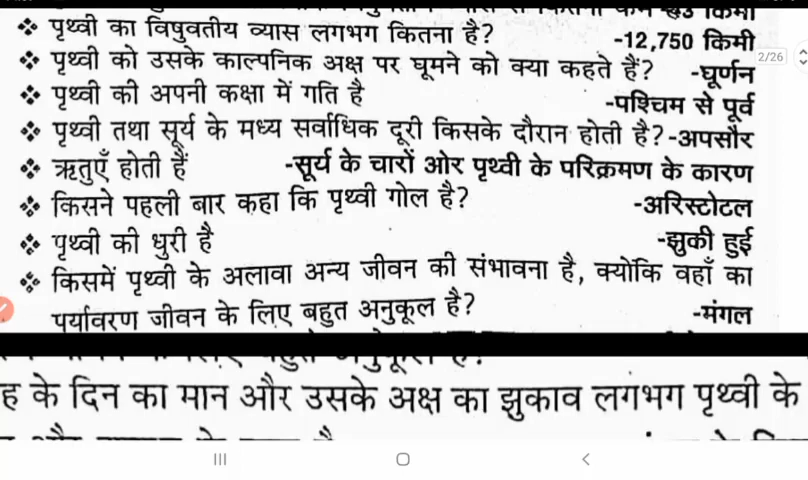 ❖ पृथ्वी का विषुवतीय व्यास लगभग कितना है? -12,750 किमी
2/26
❖ पृथ्वी को उसके काल्पनिक अक्ष पर घूमने को क्या कहते हैं? -घूर्णन
❖ पृथ्वी की अपनी कक्षा में गति है -पश्चिम से पूर्व
❖ पृथ्वी तथा सूर्य के मध्य सर्वाधिक दूरी किसके दौरान होती है?-अपसौर
❖ ऋतुएँ होती हैं -सूर्य के चारों ओर पृथ्वी के परिक्रमण के कारण
❖ किसने पहली बार कहा कि पृथ्वी गोल है? -अरिस्टोटल
❖ पृथ्वी की धुरी है -झुकी हुई
❖ किसमें पृथ्वी के अलावा अन्य जीवन की संभावना है, क्योंकि वहाँ का
पर्यावरण जीवन के लिए बहुत अनुकूल है? -मंगल
ह के दिन का मान और उसके अक्ष का झुकाव लगभग पृथ्वी के